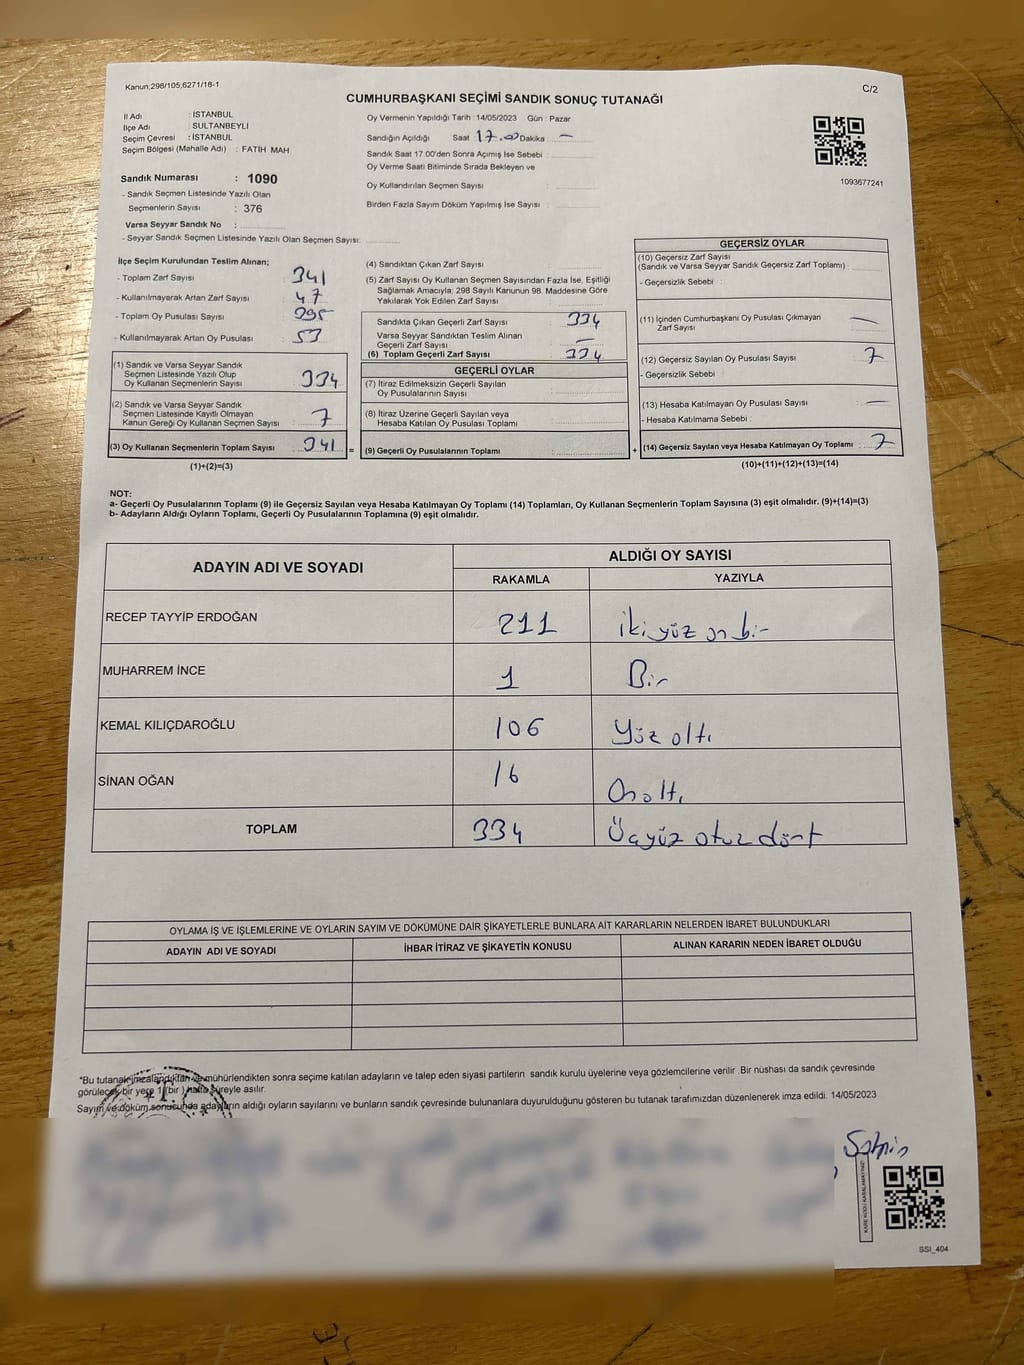 Kanun,298/105,6271/18-1
C/2
CUMHURBAŞKANI SEÇİMİ SANDIK SONUÇ TUTANAĞI
İl Adı : İSTANBUL
İlçe Adı : SULTANBEYLİ
Seçim Çevresi : İSTANBUL
Seçim Bölgesi (Mahalle Adı) : FATİH MAH.
Sandık Numarası : 1090
- Sandık Seçmen Listesinde Yazılı Olan
Seçmenlerin Sayısı : 376
Varsa Seyyar Sandık No :
- Seyyar Sandık Seçmen Listesinde Yazılı Olan Seçmen Sayısı:
Oy Vermenin Yapıldığı Tarih : 14/05/2023 Gün : Pazar
Sandığın Açıldığı Saat : 17.00 Dakika : —
Sandık Saat 17:00'den Sonra Açımış İse Sebebi :
Oy Verme Saati Bitiminde Sırada Bekleyen ve
Oy Kullandırılan Seçmen Sayısı :
Birden Fazla Sayım Döküm Yapılmış İse Sayısı :
1093677241
İlçe Seçim Kurulundan Teslim Alınan;
- Toplam Zarf Sayısı : 341
- Kullanılmayarak Artan Zarf Sayısı : 47
- Toplam Oy Pusulası Sayısı : 395
- Kullanılmayarak Artan Oy Pusulası : 53
(1) Sandık ve Varsa Seyyar Sandık
Seçmen Listesinde Yazılı Olup
Oy Kullanan Seçmenlerin Sayısı : 334
(2) Sandık ve Varsa Seyyar Sandık
Seçmen Listesinde Kayıtlı Olmayan
Kanun Gereği Oy Kullanan Seçmen Sayısı : 7
(3) Oy Kullanan Seçmenlerin Toplam Sayısı : 341
(1)+(2)=(3)
(4) Sandıktan Çıkan Zarf Sayısı :
(5) Zarf Sayısı Oy Kullanan Seçmen Sayısından Fazla İse, Eşitliği
Sağlamak Amacıyla; 298 Sayılı Kanunun 98. Maddesine Göre
Yakılarak Yok Edilen Zarf Sayısı :
Sandıkta Çıkan Geçerli Zarf Sayısı : 334
Varsa Seyyar Sandıktan Teslim Alınan
Geçerli Zarf Sayısı : —
(6) Toplam Geçerli Zarf Sayısı : 334
GEÇERLİ OYLAR
(7) İtiraz Edilmeksizin Geçerli Sayılan
Oy Pusulalarının Sayısı :
(8) İtiraz Üzerine Geçerli Sayılan veya
Hesaba Katılan Oy Pusulaları Toplamı :
= (9) Geçerli Oy Pusulalarının Toplamı :
GEÇERSİZ OYLAR
(10) Geçersiz Zarf Sayısı
(Sandık ve Varsa Seyyar Sandık Geçersiz Zarf Toplamı) :
- Geçersizlik Sebebi :
(11) İçinden Cumhurbaşkanı Oy Pusulası Çıkmayan
Zarf Sayısı : —
(12) Geçersiz Sayılan Oy Pusulası Sayısı : 7
- Geçersizlik Sebebi :
(13) Hesaba Katılmayan Oy Pusulası Sayısı : —
- Hesaba Katılmama Sebebi :
+ (14) Geçersiz Sayılan veya Hesaba Katılmayan Oy Toplamı : 7
(10)+(11)+(12)+(13)=(14)
NOT:
a- Geçerli Oy Pusulalarının Toplamı (9) ile Geçersiz Sayılan veya Hesaba Katılmayan Oy Toplamı (14) Toplamları, Oy Kullanan Seçmenlerin Toplam Sayısına (3) eşit olmalıdır. (9)+(14)=(3)
b- Adayların Aldığı Oyların Toplamı, Geçerli Oy Pusulalarının Toplamına (9) eşit olmalıdır.
ADAYIN ADI VE SOYADI
ALDIĞI OY SAYISI
RAKAMLA YAZIYLA
RECEP TAYYİP ERDOĞAN 211 iki yüz on bir
MUHARREM İNCE 1 Bir
KEMAL KILIÇDAROĞLU 106 Yüz altı
SİNAN OĞAN 16 On altı
TOPLAM 334 Üçyüz otuz dört
OYLAMA İŞ VE İŞLEMLERİNE VE OYLARIN SAYIM VE DÖKÜMÜNE DAİR ŞİKAYETLERLE BUNLARA AİT KARARLARIN NELERDEN İBARET BULUNDUKLARI
ADAYIN ADI VE SOYADI İHBAR İTİRAZ VE ŞİKAYETİN KONUSU ALINAN KARARIN NEDEN İBARET OLDUĞU
*Bu tutanak imzalandıktan ve mühürlendikten sonra seçime katılan adayların ve talep eden siyasi partilerin sandık kurulu üyelerine veya gözlemcilerine verilir. Bir nüshası da sandık çevresinde
görülecek bir yere 1 (bir ) hafta süreyle asılır.
Sayım ve döküm sonucunda adayların aldığı oyların sayılarını ve bunların sandık çevresinde bulunanlara duyurulduğunu gösteren bu tutanak tarafımızdan düzenlenerek imza edildi. 14/05/2023
SSI_404